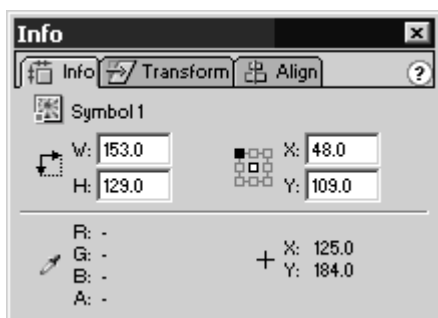 Info
Info Transform Align ?
Symbol 1
W: 153.0 X: 48.0
H: 129.0 Y: 109.0
R: -
G: - X: 125.0
B: - Y: 184.0
A: -